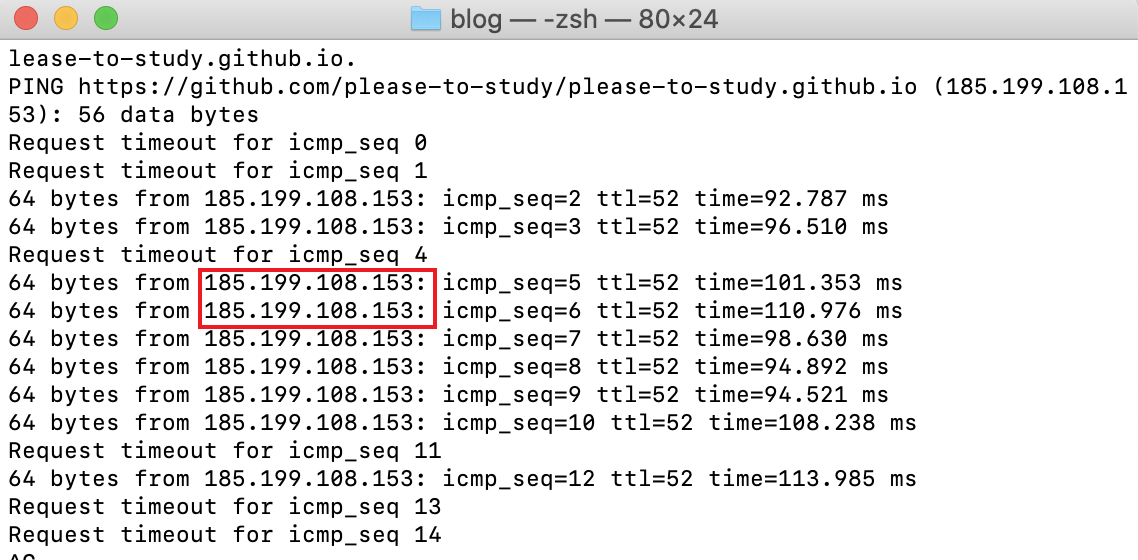 blog — -zsh — 80×24
lease-to-study.github.io.
PING https://github.com/please-to-study/please-to-study.github.io (185.199.108.1
53): 56 data bytes
Request timeout for icmp_seq 0
Request timeout for icmp_seq 1
64 bytes from 185.199.108.153: icmp_seq=2 ttl=52 time=92.787 ms
64 bytes from 185.199.108.153: icmp_seq=3 ttl=52 time=96.510 ms
Request timeout for icmp_seq 4
64 bytes from 185.199.108.153: icmp_seq=5 ttl=52 time=101.353 ms
64 bytes from 185.199.108.153: icmp_seq=6 ttl=52 time=110.976 ms
64 bytes from 185.199.108.153: icmp_seq=7 ttl=52 time=98.630 ms
64 bytes from 185.199.108.153: icmp_seq=8 ttl=52 time=94.892 ms
64 bytes from 185.199.108.153: icmp_seq=9 ttl=52 time=94.521 ms
64 bytes from 185.199.108.153: icmp_seq=10 ttl=52 time=108.238 ms
Request timeout for icmp_seq 11
64 bytes from 185.199.108.153: icmp_seq=12 ttl=52 time=113.985 ms
Request timeout for icmp_seq 13
Request timeout for icmp_seq 14